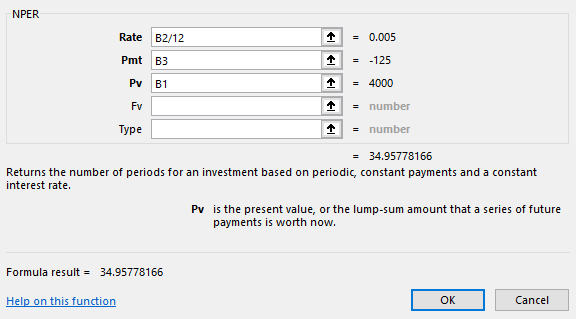 NPER
Rate B2/12 = 0.005
Pmt B3 = -125
Pv B1 = 4000
Fv = number
Type = number
= 34.95778166
Returns the number of periods for an investment based on periodic, constant payments and a constant
interest rate.
Pv is the present value, or the lump-sum amount that a series of future
payments is worth now.
Formula result = 34.95778166
Help on this function OK Cancel